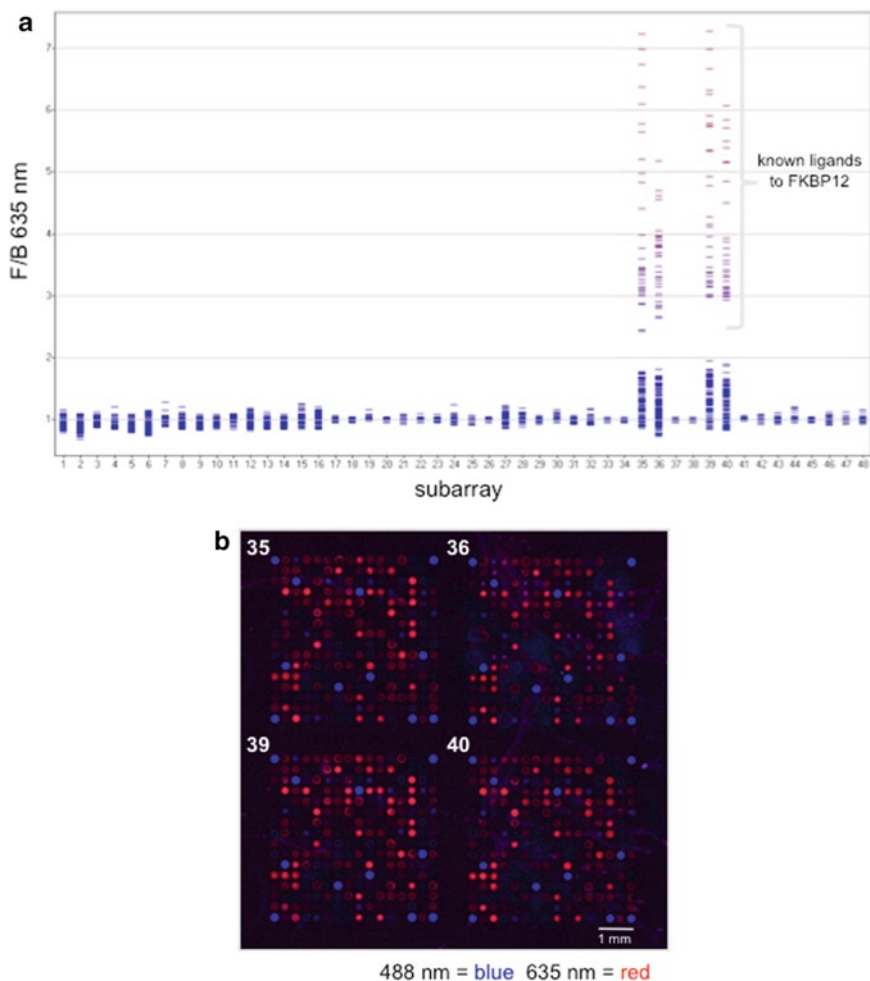 a
F/B 635 nm
7
6
5
4
3
2
1
known ligands
to FKBP12
1 2 3 4 5 6 7 8 9 10 11 12 13 14 15 16 17 18 19 20 21 22 23 24 25 26 27 28 29 30 31 32 33 34 35 36 37 38 39 40 41 42 43 44 45 46 47 48
subarray
b
35 36
39 40
1 mm
488 nm = blue 635 nm = red